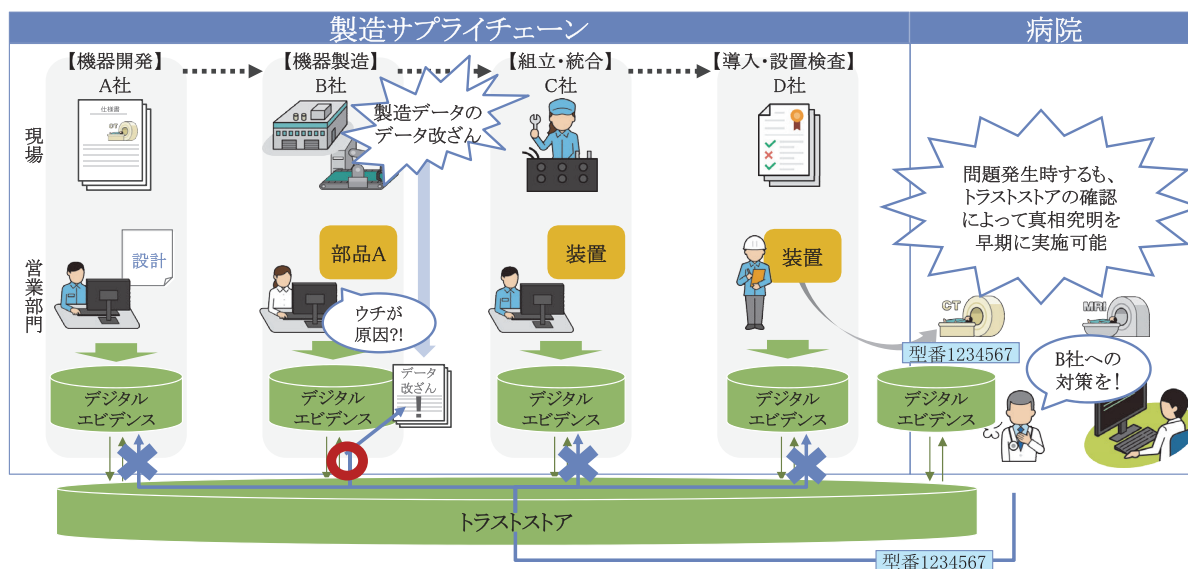 製造サプライチェーン
病院
【機器開発】
A社
【機器製造】
B社
【組立・統合】
C社
【導入・設置検査】
D社
現場
仕様書
CT
製造データの
データ改ざん
問題発生時するも、
トラストストアの確認
によって真相究明を
早期に実施可能
営業部門
設計
部品A
装置
装置
ウチが
原因?!
CT
MRI
型番1234567
B社への
対策を!
デジタル
エビデンス
デジタル
エビデンス
データ
改ざん
!
デジタル
エビデンス
デジタル
エビデンス
デジタル
エビデンス
トラストストア
型番1234567